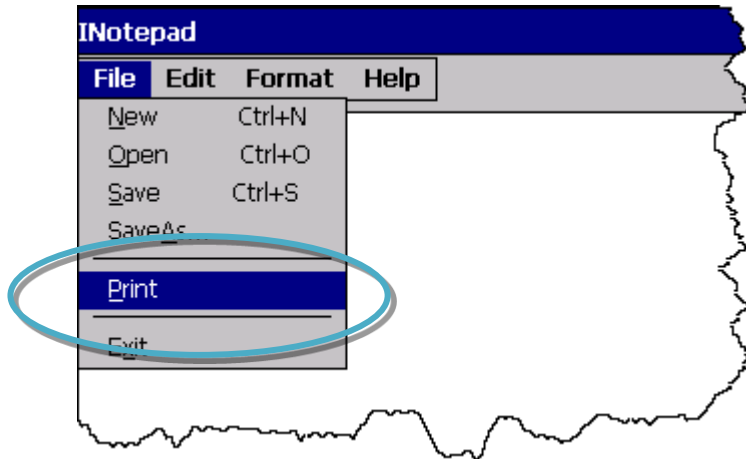 INotepad
File Edit Format Help
New Ctrl+N
Open Ctrl+O
Save Ctrl+S
SaveAs...
Print
Exit